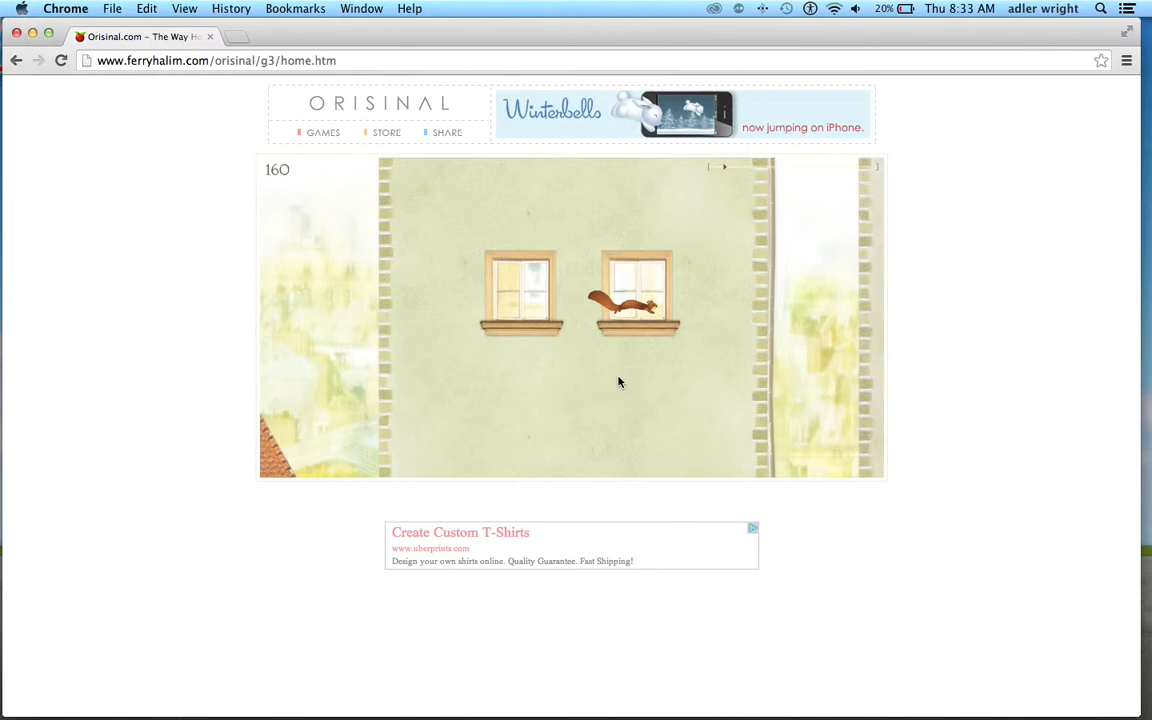 Chrome File Edit View History Bookmarks Window Help 20% Thu 8:33 AM adler wright
Orisinal.com – The Way Ho
www.ferryhalim.com/orisinal/g3/home.htm
ORISINAL
GAMES STORE SHARE
Winterbells
now jumping on iPhone.
160
Create Custom T-Shirts
www.uberprints.com
Design your own shirts online. Quality Guarantee. Fast Shipping!